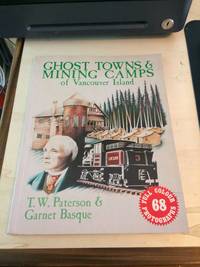 GHOST TOWNS &
MINING CAMPS
of Vancouver Island
T. W. Paterson &
Garnet Basque
FULL COLOUR
68
PHOTOGRAPHS